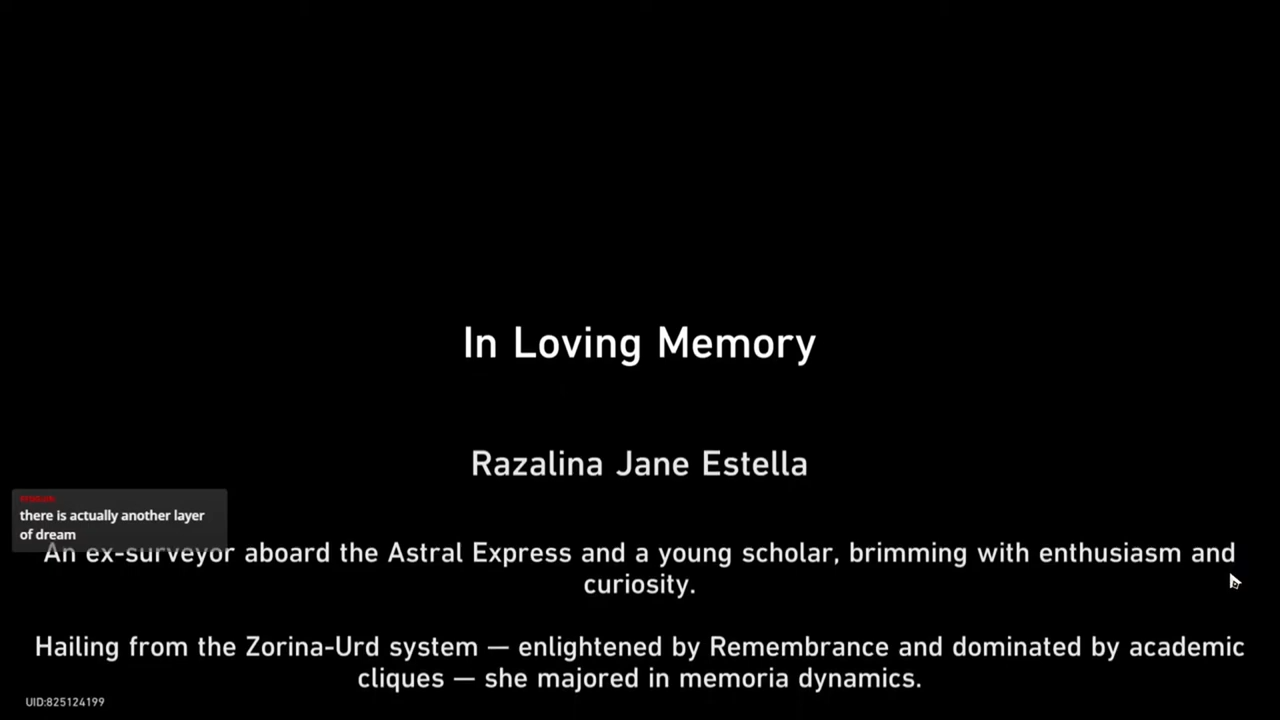 In Loving Memory
Razalina Jane Estella
there is actually another layer
of dream
An ex-surveyor aboard the Astral Express and a young scholar, brimming with enthusiasm and
curiosity.
Hailing from the Zorina-Urd system — enlightened by Remembrance and dominated by academic
cliques — she majored in memoria dynamics.
UID:825124199